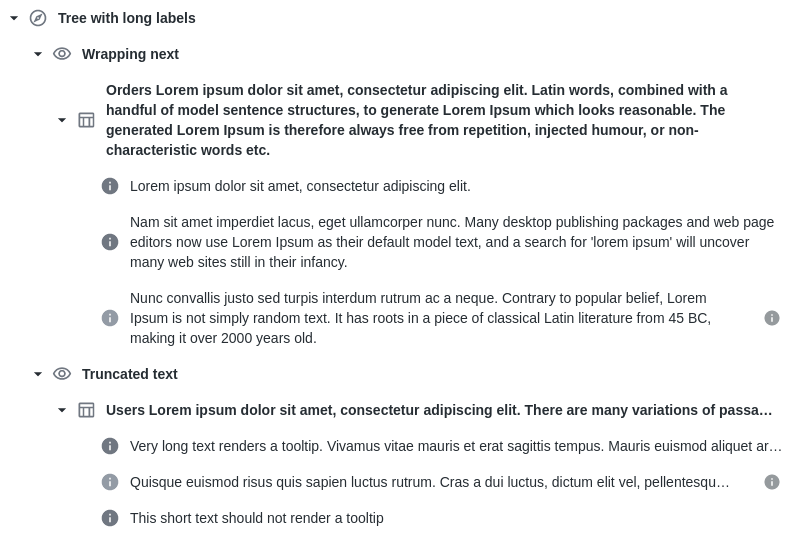 Tree with long labels
Wrapping next
Orders Lorem ipsum dolor sit amet, consectetur adipiscing elit. Latin words, combined with a
handful of model sentence structures, to generate Lorem Ipsum which looks reasonable. The
generated Lorem Ipsum is therefore always free from repetition, injected humour, or non-
characteristic words etc.
Lorem ipsum dolor sit amet, consectetur adipiscing elit.
Nam sit amet imperdiet lacus, eget ullamcorper nunc. Many desktop publishing packages and web page
editors now use Lorem Ipsum as their default model text, and a search for 'lorem ipsum' will uncover
many web sites still in their infancy.
Nunc convallis justo sed turpis interdum rutrum ac a neque. Contrary to popular belief, Lorem
Ipsum is not simply random text. It has roots in a piece of classical Latin literature from 45 BC,
making it over 2000 years old.
Truncated text
Users Lorem ipsum dolor sit amet, consectetur adipiscing elit. There are many variations of passa…
Very long text renders a tooltip. Vivamus vitae mauris et erat sagittis tempus. Mauris euismod aliquet ar…
Quisque euismod risus quis sapien luctus rutrum. Cras a dui luctus, dictum elit vel, pellentesqu…
This short text should not render a tooltip